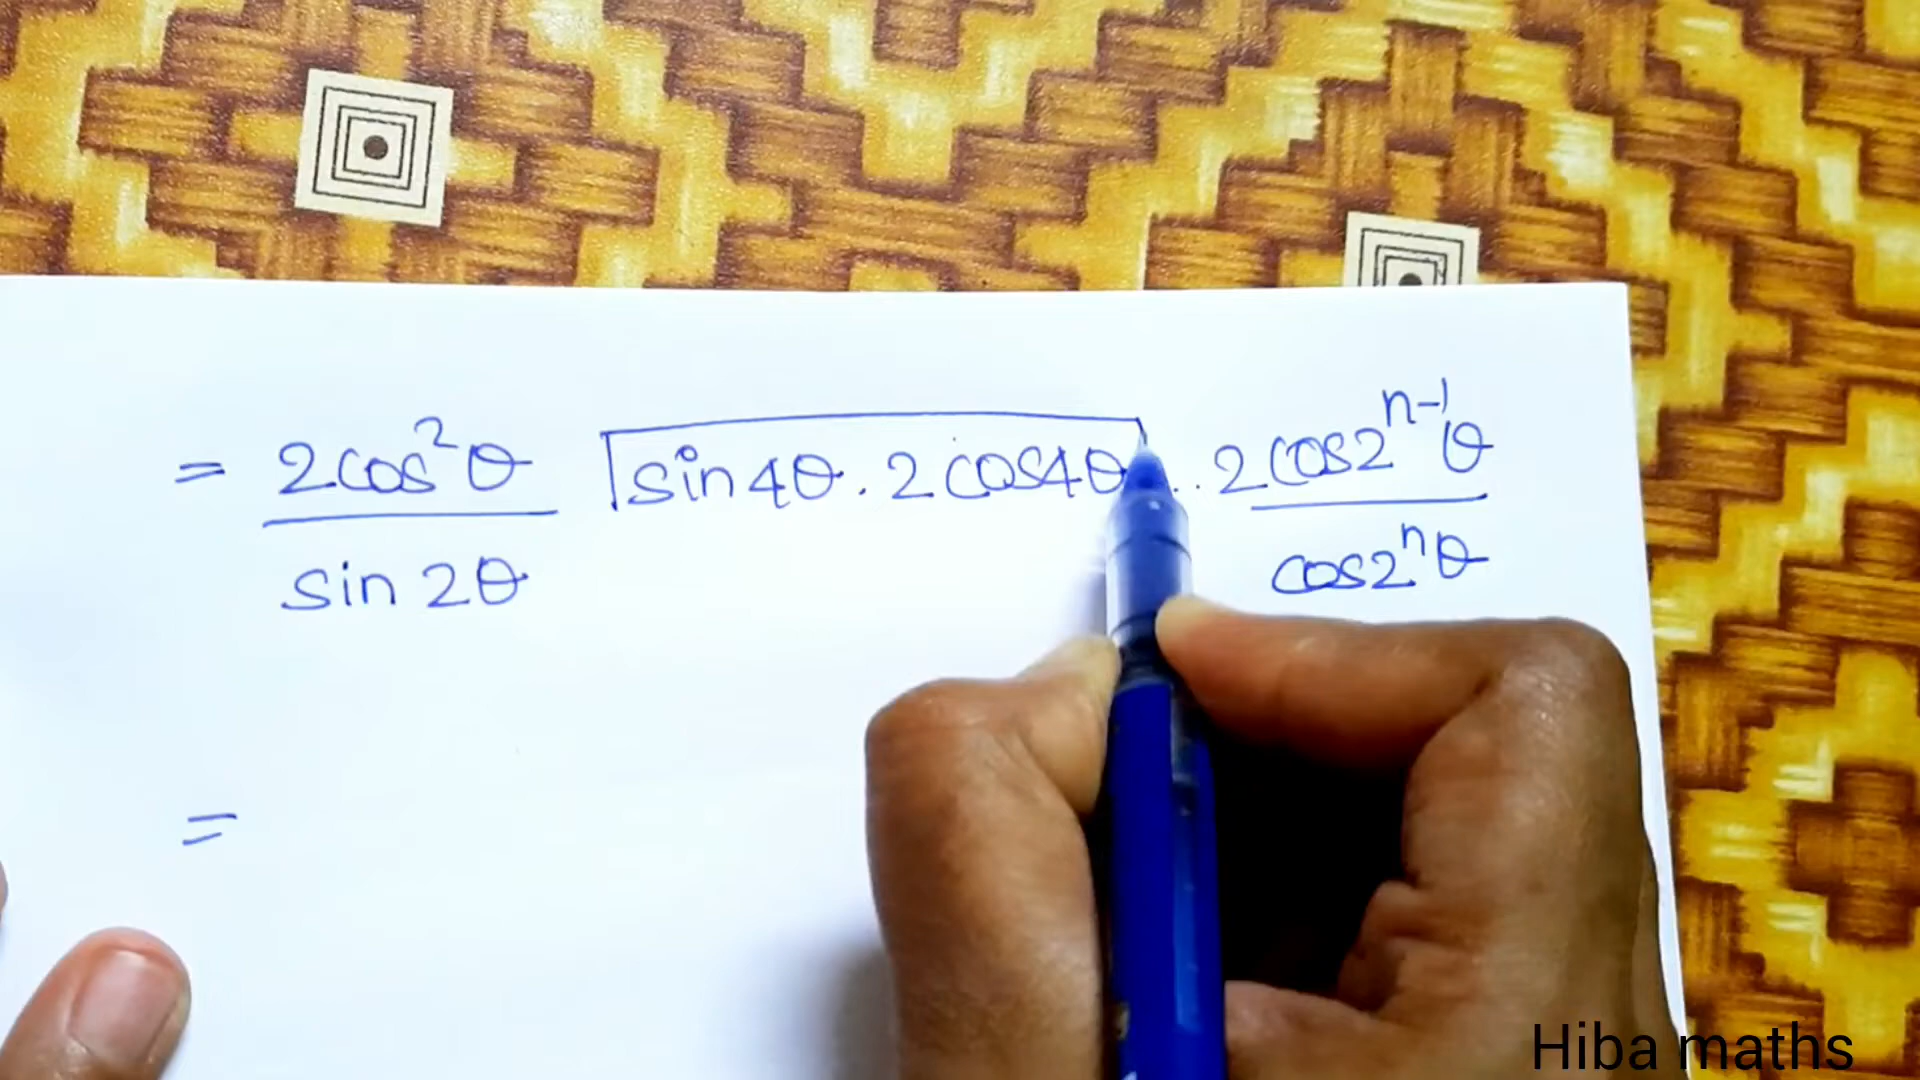 = 2cos²θ / sin 2θ sin4θ . 2cos4θ .. 2cos2ⁿ⁻¹θ / cos2ⁿθ
=
Hiba maths